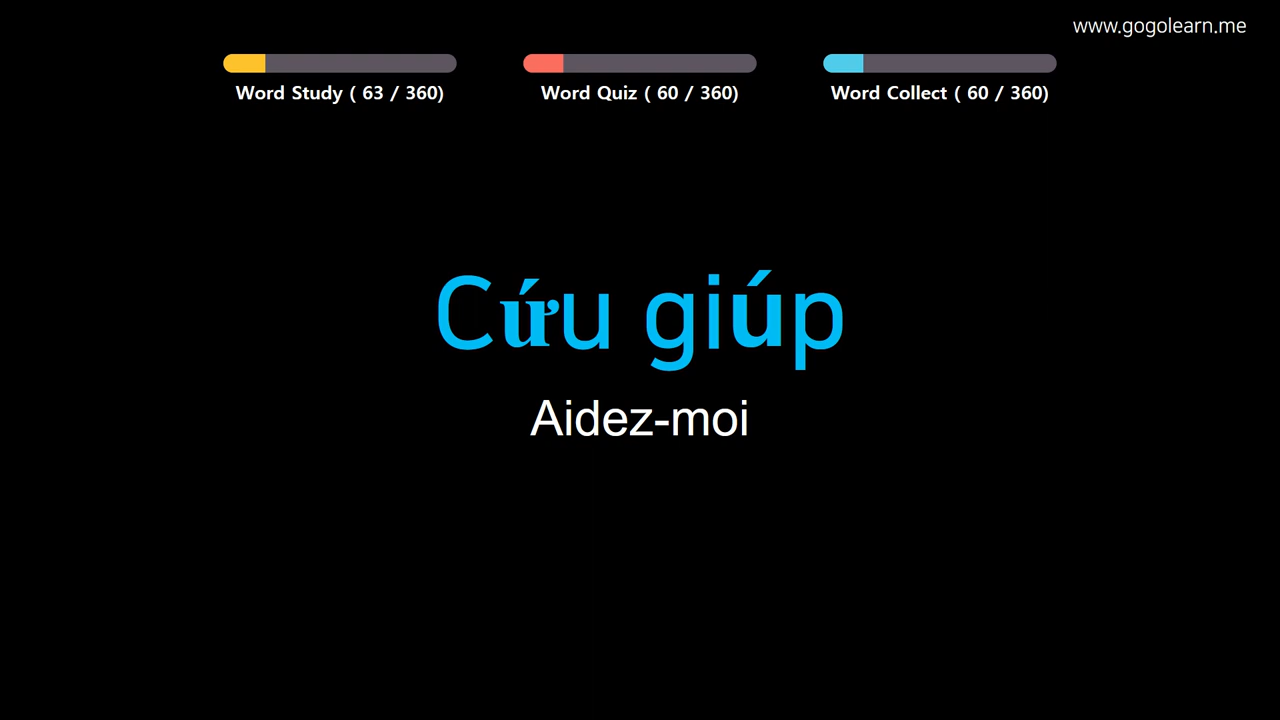 www.gogolearn.me
Word Study ( 63 / 360)
Word Quiz ( 60 / 360)
Word Collect ( 60 / 360)
Cứu giúp
Aidez-moi